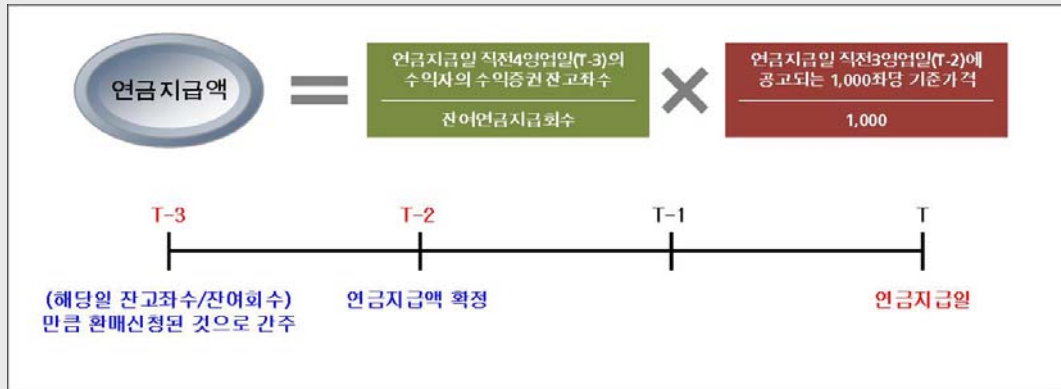 연금지급액
=
연금지급일 직전4영업일(T-3)의
수익사의 수익증권 잔고좌수
잔여연금지급회수
×
연금지급일 직전3영업일(T-2)에
공고되는 1,000좌당 기준가격
1,000
T-3
T-2
T-1
T
(해당일 잔고좌수/잔여회수)
만큼 환매신청된 것으로 간주
연금지급액 확정
연금지급일